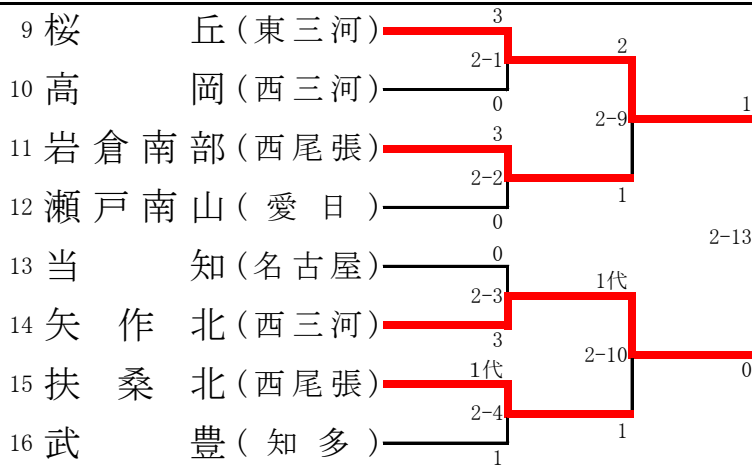 3
9 桜 丘 (東三河)
2
2-1
10 高 岡 (西三河)
0
1
2-9
3
11 岩倉南部 (西尾張)
2-2
1
12 瀬戸南山 (愛日)
0
2-13
0
13 当 知 (名古屋)
1代
2-3
14 矢作北 (西三河)
3
2-10
1代
0
15 扶桑北 (西尾張)
2-4
1
16 武 豊 (知多)
1